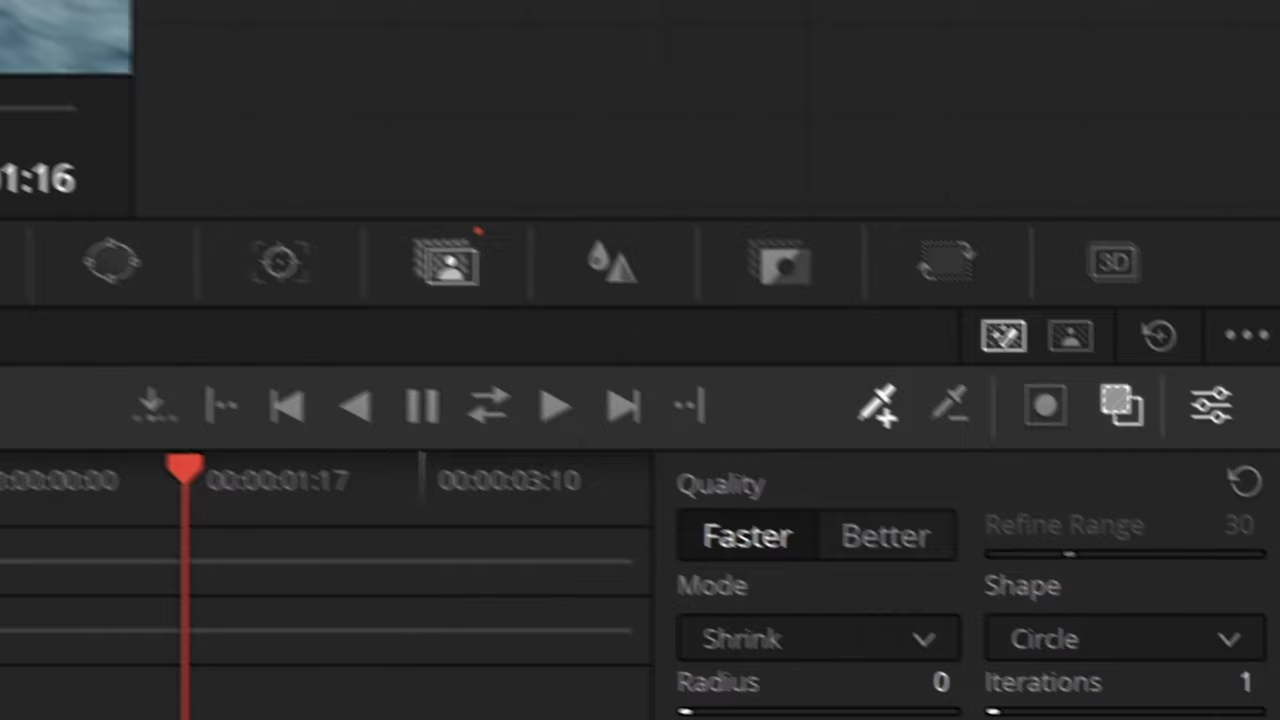 1:16
3D
:00:00:00 00:00:01:17 00:00:03:10
Quality
Faster Better
Refine Range 30
Mode
Shape
Shrink
Circle
Radius 0
Iterations 1